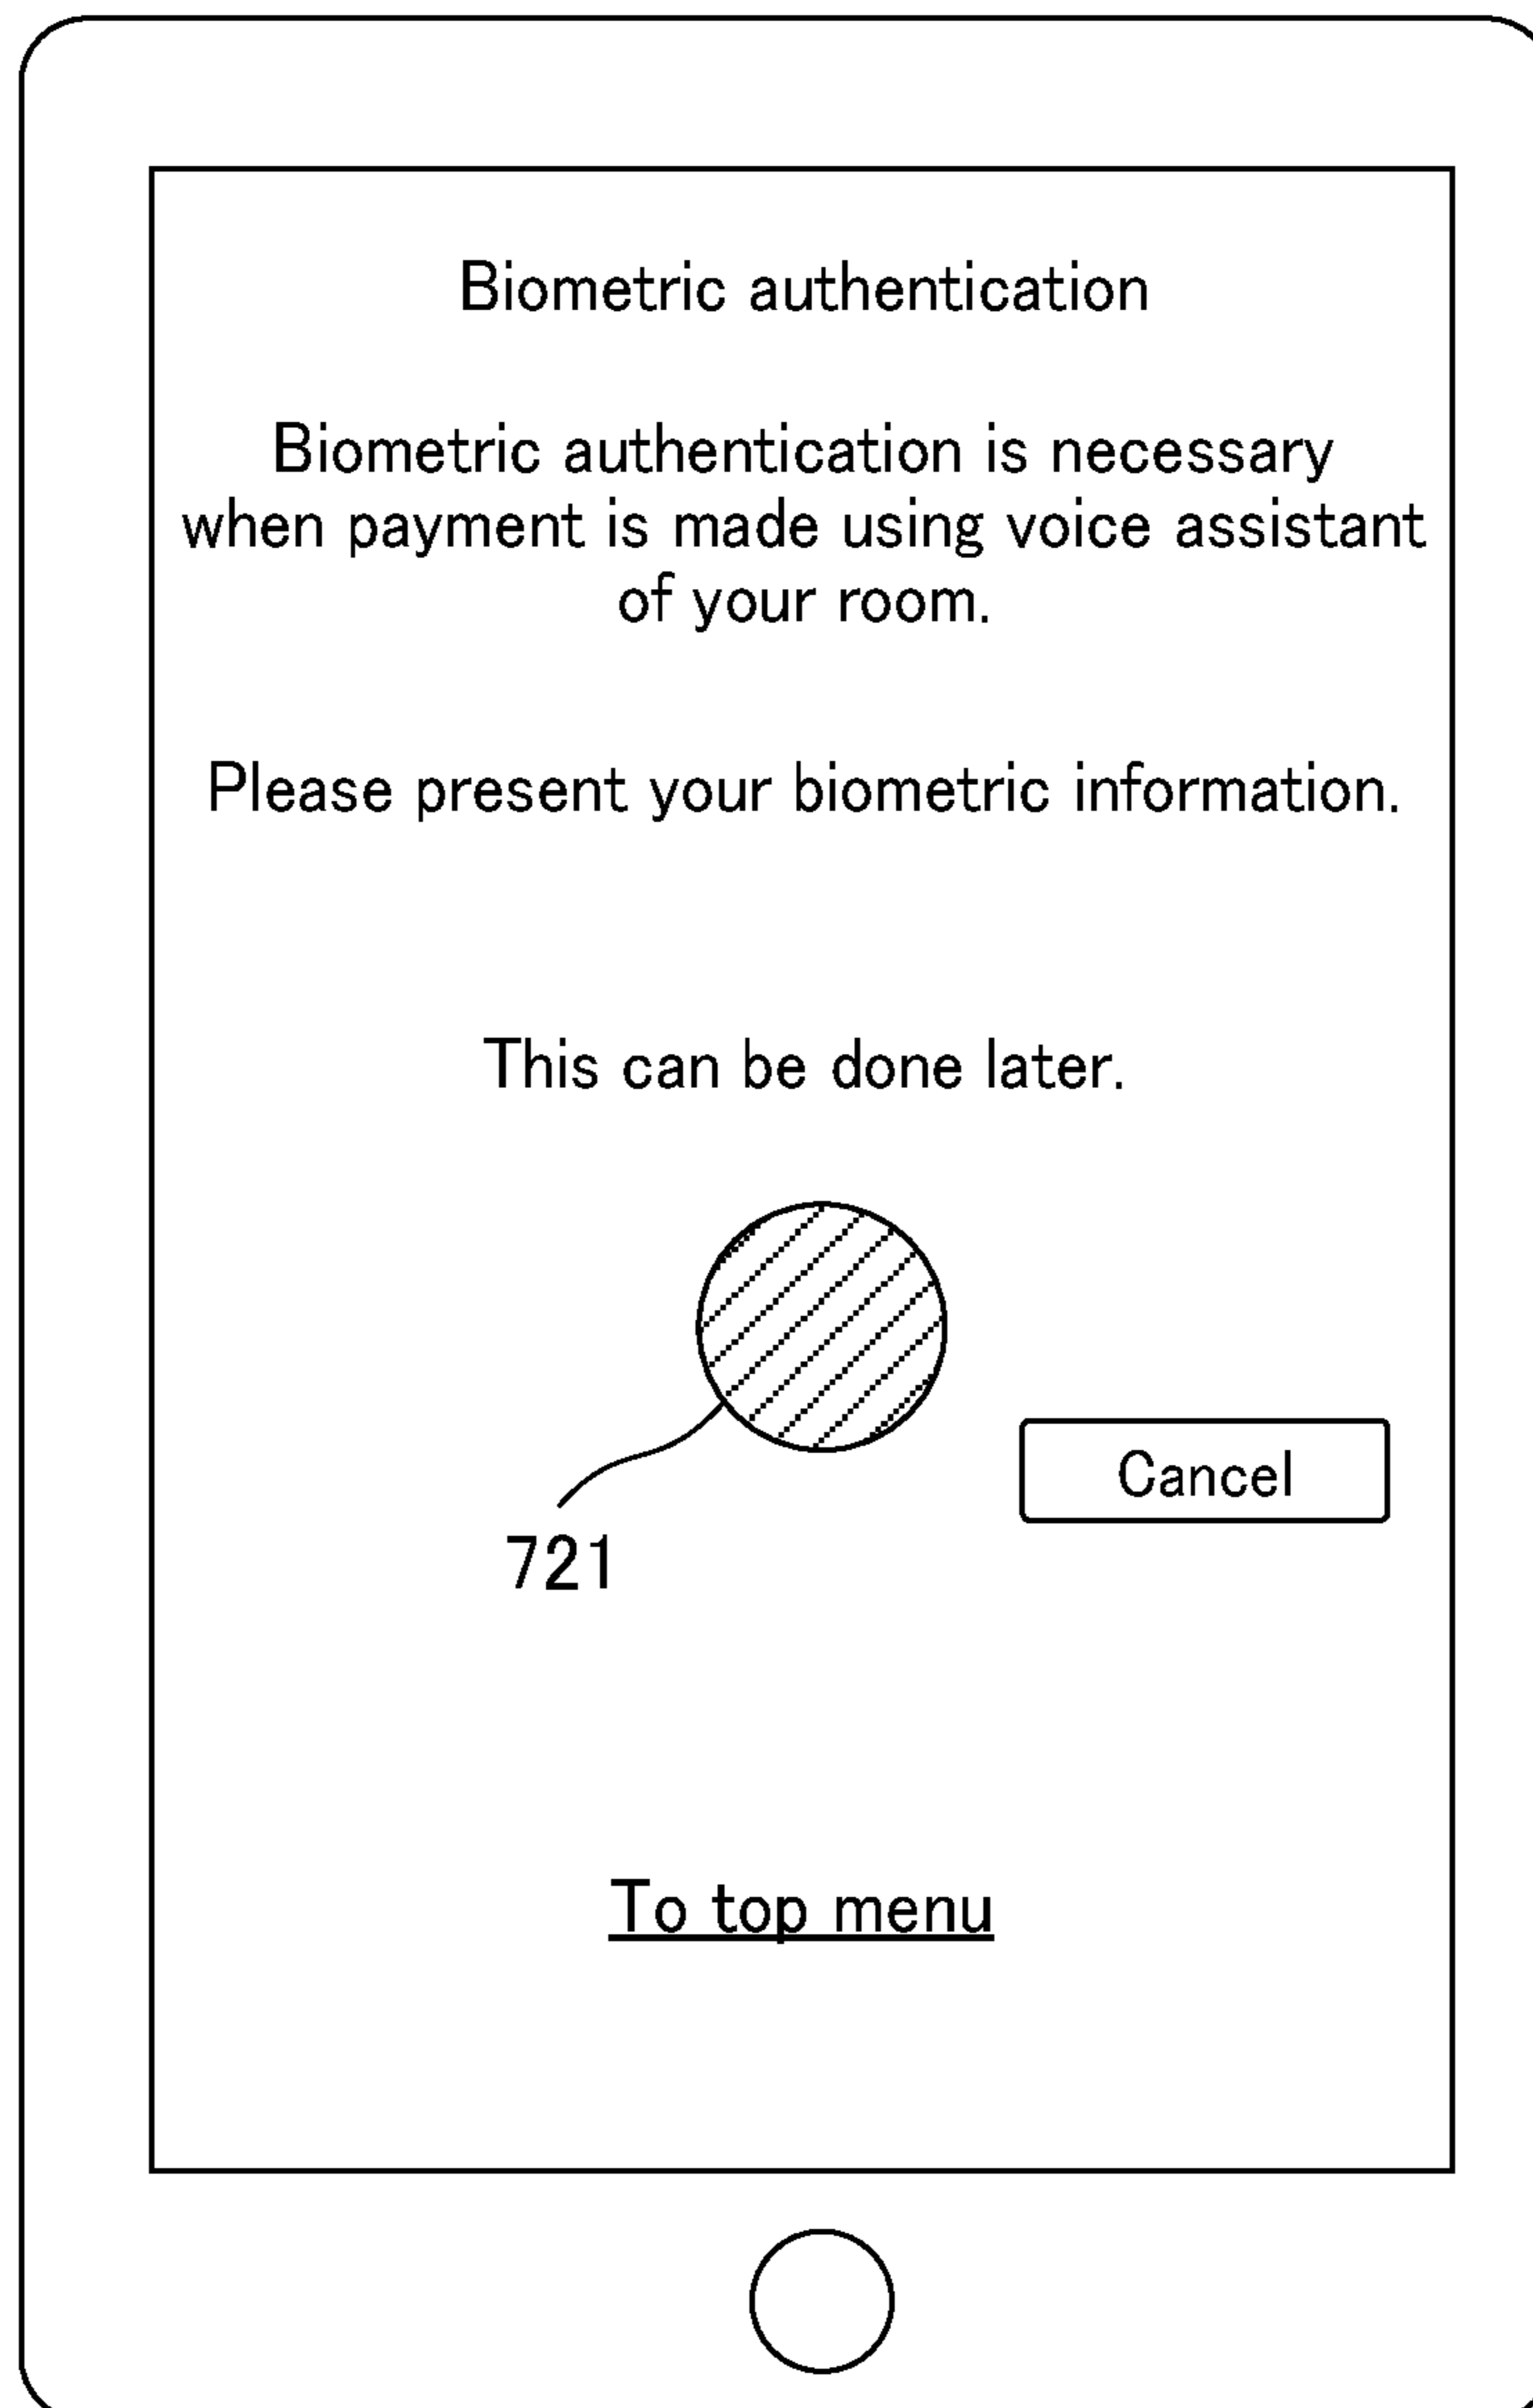 Biometric authentication
Biometric authentication is necessary
when payment is made using voice assistant
of your room.
Please present your biometric information.
This can be done later.
Cancel
721
To top menu